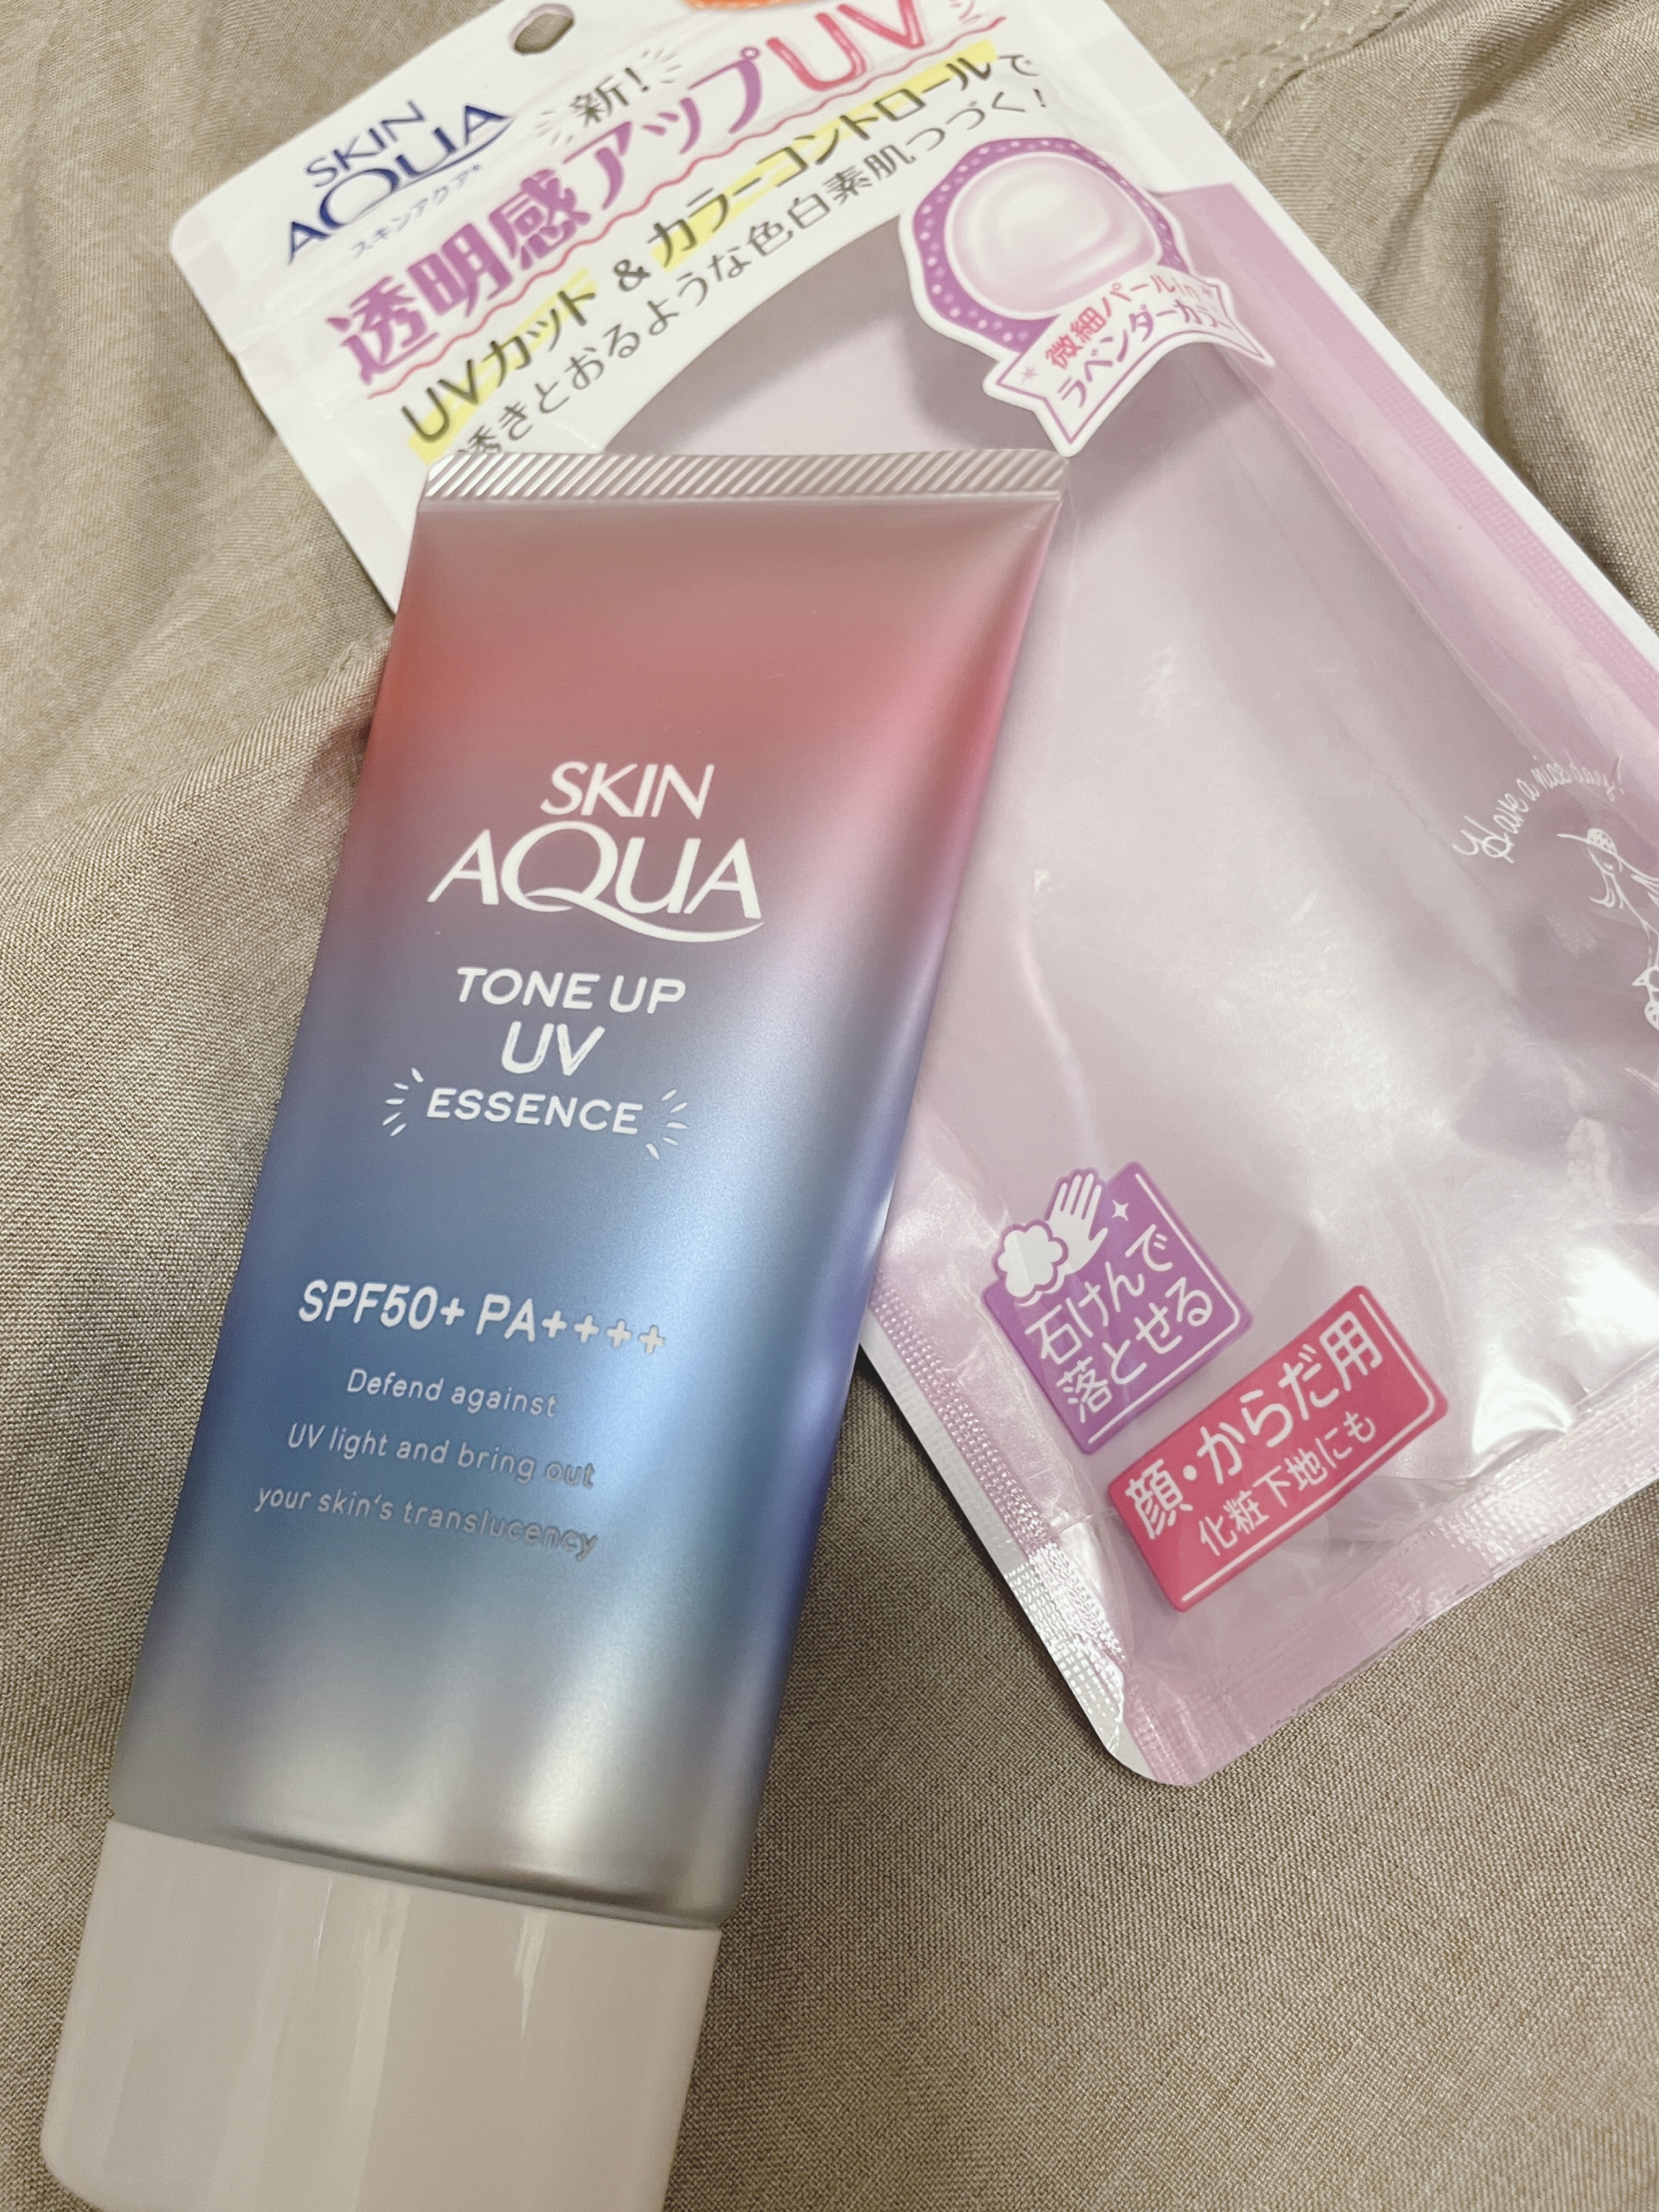 SKIN
AQUA
スキンアクア
新!
透明感アップUV
UVカット & カラーコントロールで
透きとおるような色白素肌つづく!
微細パールin
ラベンダーカラー
Have a nice day!
石けんで
落とせる
顔・からだ用
化粧下地にも
SKIN
AQUA
TONE UP
UV
ESSENCE
SPF50+ PA++++
Defend against
UV light and bring out
your skin's translucency